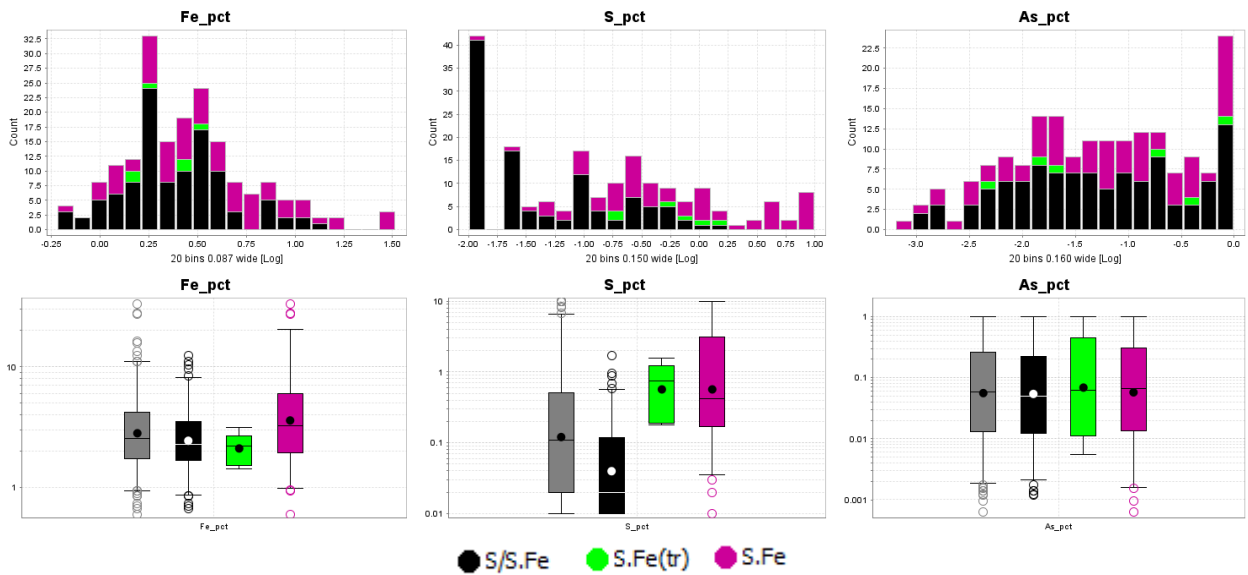 Fe_pct
S_pct
As_pct
32.5
30.0
27.5
25.0
22.5
20.0
17.5
15.0
12.5
10.0
7.5
5.0
2.5
0.0
Count
-0.25 0.00 0.25 0.50 0.75 1.00 1.25 1.50
20 bins 0.087 wide [Log]
40
35
30
25
20
15
10
5
0
Count
-2.00 -1.75 -1.50 -1.25 -1.00 -0.75 -0.50 -0.25 0.00 0.25 0.50 0.75 1.00
20 bins 0.150 wide [Log]
22.5
20.0
17.5
15.0
12.5
10.0
7.5
5.0
2.5
0.0
Count
-3.0 -2.5 -2.0 -1.5 -1.0 -0.5 0.0
20 bins 0.160 wide [Log]
Fe_pct
S_pct
As_pct
10
1
Fe_pct
10
1
0.1
0.01
S_pct
1
0.1
0.01
0.001
As_pct
S/S.Fe S.Fe(tr) S.Fe